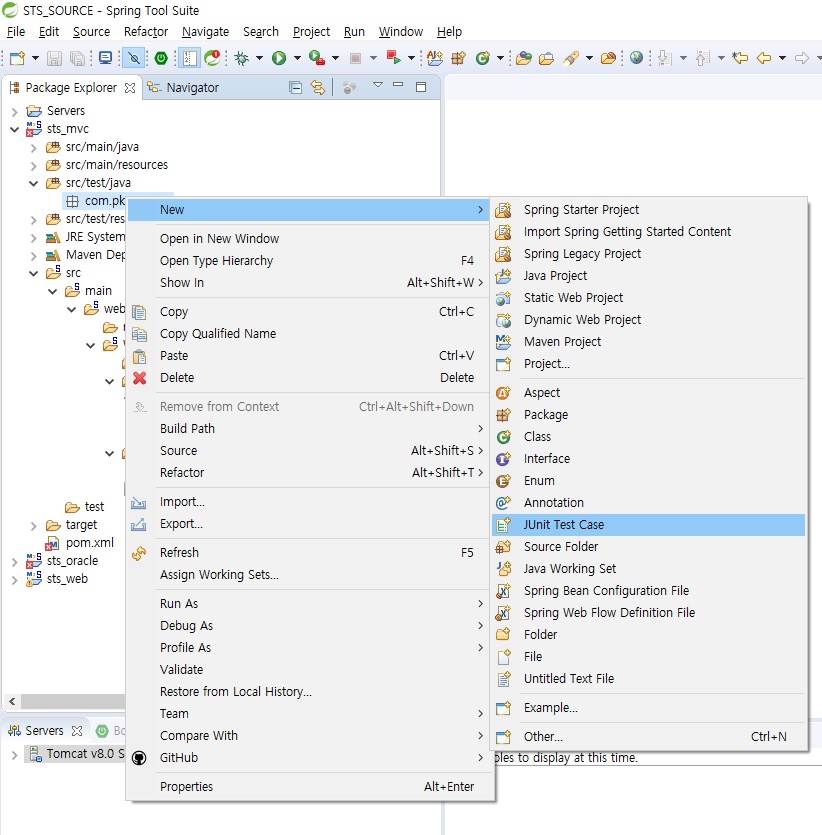 STS_SOURCE - Spring Tool Suite
File Edit Source Refactor Navigate Search Project Run Window Help
Package Explorer Navigator
Servers
sts_mvc
src/main/java
src/main/resources
src/test/java
com.pk
src/test/res
JRE System
Maven Dep
src
main
web
test
target
pom.xml
sts_oracle
sts_web
New
Open in New Window
Open Type Hierarchy F4
Show In Alt+Shift+W
Copy Ctrl+C
Copy Qualified Name
Paste Ctrl+V
Delete Delete
Remove from Context Ctrl+Alt+Shift+Down
Build Path
Source Alt+Shift+S
Refactor Alt+Shift+T
Import...
Export...
Refresh F5
Assign Working Sets...
Run As
Debug As
Profile As
Validate
Restore from Local History...
Team
Compare With
GitHub
Properties Alt+Enter
Spring Starter Project
Import Spring Getting Started Content
Spring Legacy Project
Java Project
Static Web Project
Dynamic Web Project
Maven Project
Project...
Aspect
Package
Class
Interface
Enum
Annotation
JUnit Test Case
Source Folder
Java Working Set
Spring Bean Configuration File
Spring Web Flow Definition File
Folder
File
Untitled Text File
Example...
Other... Ctrl+N
Servers
Tomcat v8.0 S
to display at this time.